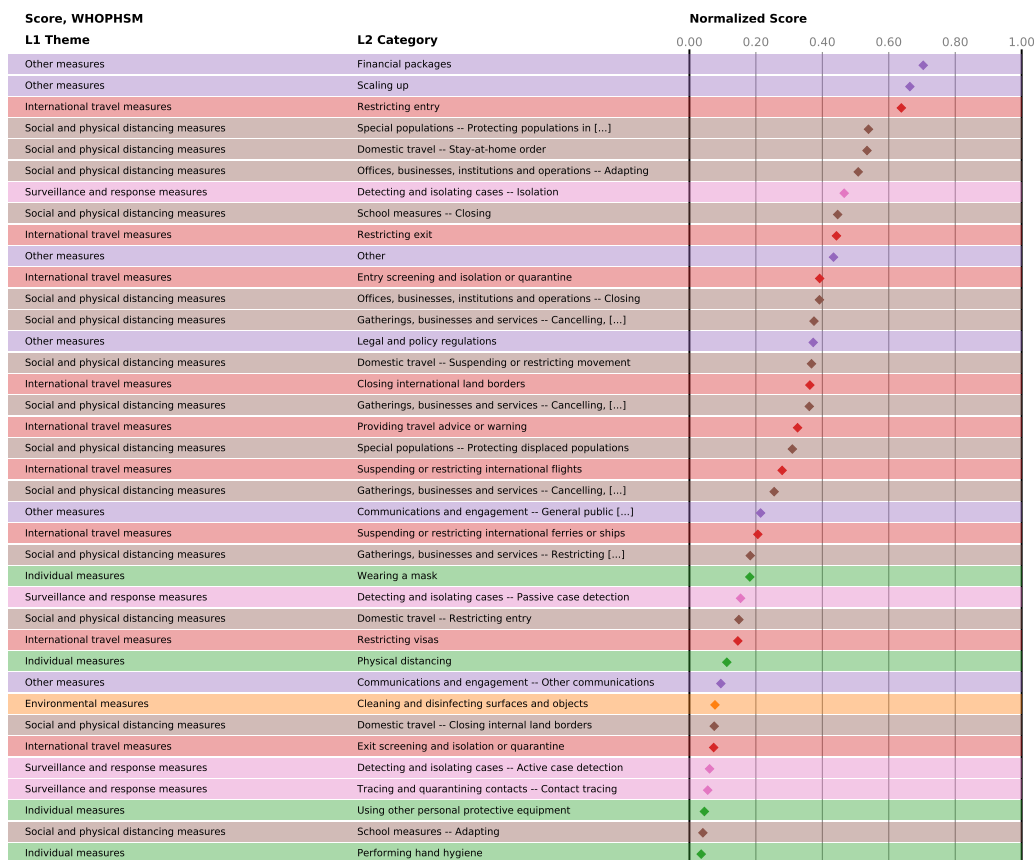 Score, WHOPHSM Normalized Score
L1 Theme L2 Category 0.00 0.20 0.40 0.60 0.80 1.00
Other measures Financial packages
Other measures Scaling up
International travel measures Restricting entry
Social and physical distancing measures Special populations -- Protecting populations in [...]
Social and physical distancing measures Domestic travel -- Stay-at-home order
Social and physical distancing measures Offices, businesses, institutions and operations -- Adapting
Surveillance and response measures Detecting and isolating cases -- Isolation
Social and physical distancing measures School measures -- Closing
International travel measures Restricting exit
Other measures Other
International travel measures Entry screening and isolation or quarantine
Social and physical distancing measures Offices, businesses, institutions and operations -- Closing
Social and physical distancing measures Gatherings, businesses and services -- Cancelling, [...]
Other measures Legal and policy regulations
Social and physical distancing measures Domestic travel -- Suspending or restricting movement
International travel measures Closing international land borders
Social and physical distancing measures Gatherings, businesses and services -- Cancelling, [...]
International travel measures Providing travel advice or warning
Social and physical distancing measures Special populations -- Protecting displaced populations
International travel measures Suspending or restricting international flights
Social and physical distancing measures Gatherings, businesses and services -- Cancelling, [...]
Other measures Communications and engagement -- General public [...]
International travel measures Suspending or restricting international ferries or ships
Social and physical distancing measures Gatherings, businesses and services -- Restricting [...]
Individual measures Wearing a mask
Surveillance and response measures Detecting and isolating cases -- Passive case detection
Social and physical distancing measures Domestic travel -- Restricting entry
International travel measures Restricting visas
Individual measures Physical distancing
Other measures Communications and engagement -- Other communications
Environmental measures Cleaning and disinfecting surfaces and objects
Social and physical distancing measures Domestic travel -- Closing internal land borders
International travel measures Exit screening and isolation or quarantine
Surveillance and response measures Detecting and isolating cases -- Active case detection
Surveillance and response measures Tracing and quarantining contacts -- Contact tracing
Individual measures Using other personal protective equipment
Social and physical distancing measures School measures -- Adapting
Individual measures Performing hand hygiene